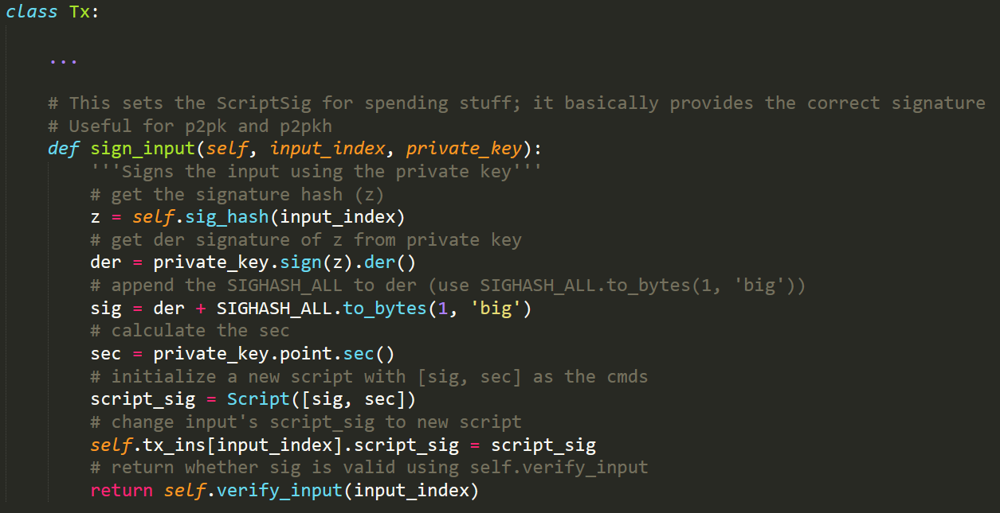 class Tx:
...
# This sets the ScriptSig for spending stuff; it basically provides the correct signature
# Useful for p2pk and p2pkh
def sign_input(self, input_index, private_key):
'''Signs the input using the private key'''
# get the signature hash (z)
z = self.sig_hash(input_index)
# get der signature of z from private key
der = private_key.sign(z).der()
# append the SIGHASH_ALL to der (use SIGHASH_ALL.to_bytes(1, 'big'))
sig = der + SIGHASH_ALL.to_bytes(1, 'big')
# calculate the sec
sec = private_key.point.sec()
# initialize a new script with [sig, sec] as the cmds
script_sig = Script([sig, sec])
# change input's script_sig to new script
self.tx_ins[input_index].script_sig = script_sig
# return whether sig is valid using self.verify_input
return self.verify_input(input_index)